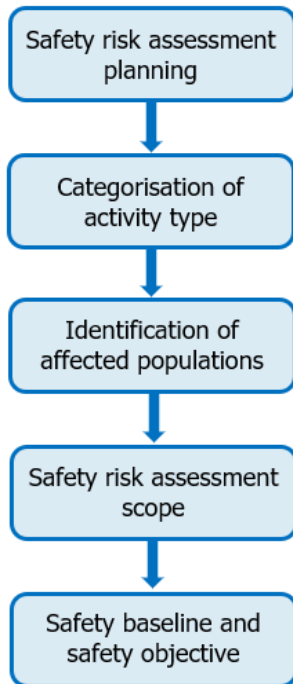 Safety risk assessment
planning
Categorisation of
activity type
Identification of
affected populations
Safety risk assessment
scope
Safety baseline and
safety objective